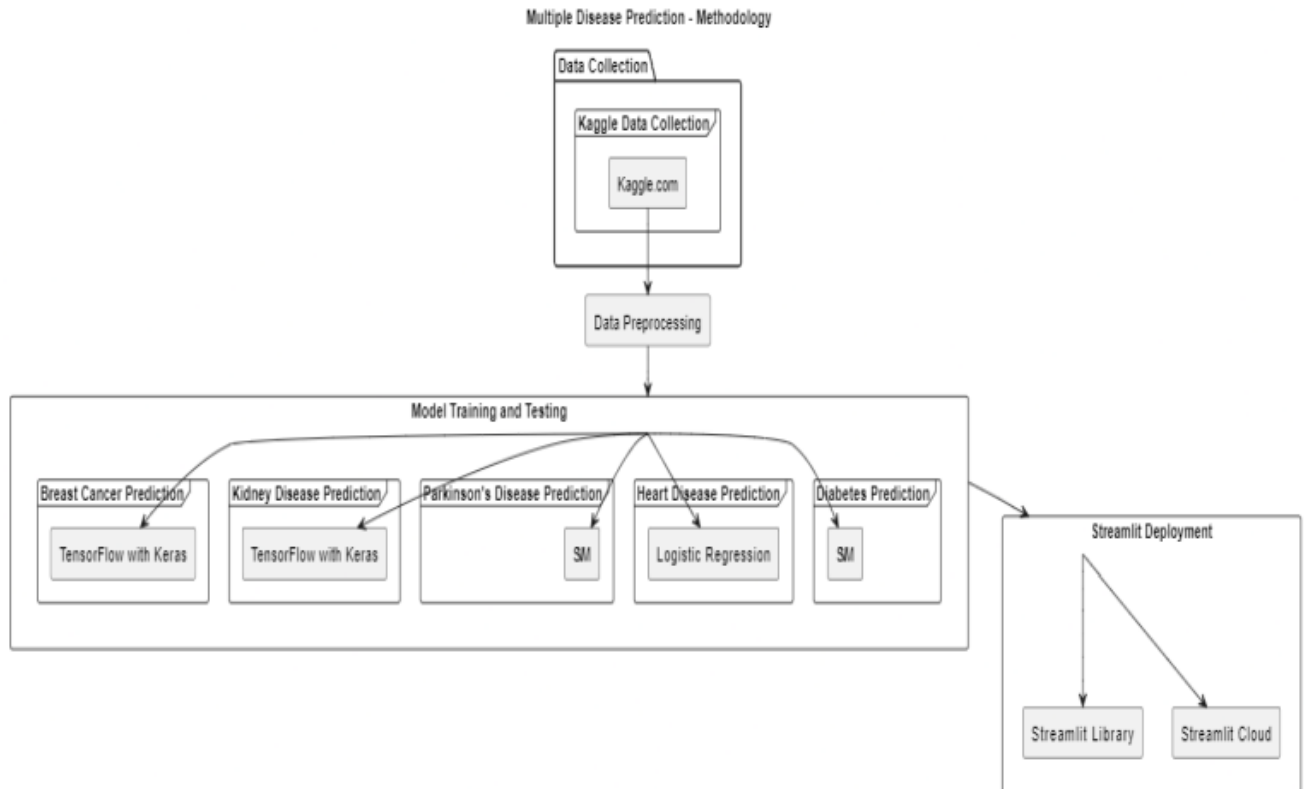 Multiple Disease Prediction - Methodology
Data Collection
Kaggle Data Collection
Kaggle.com
Data Preprocessing
Model Training and Testing
Breast Cancer Prediction
Kidney Disease Prediction
Parkinson's Disease Prediction
Heart Disease Prediction
Diabetes Prediction
TensorFlow with Keras
TensorFlow with Keras
Logistic Regression
Streamlit Deployment
Streamlit Library
Streamlit Cloud